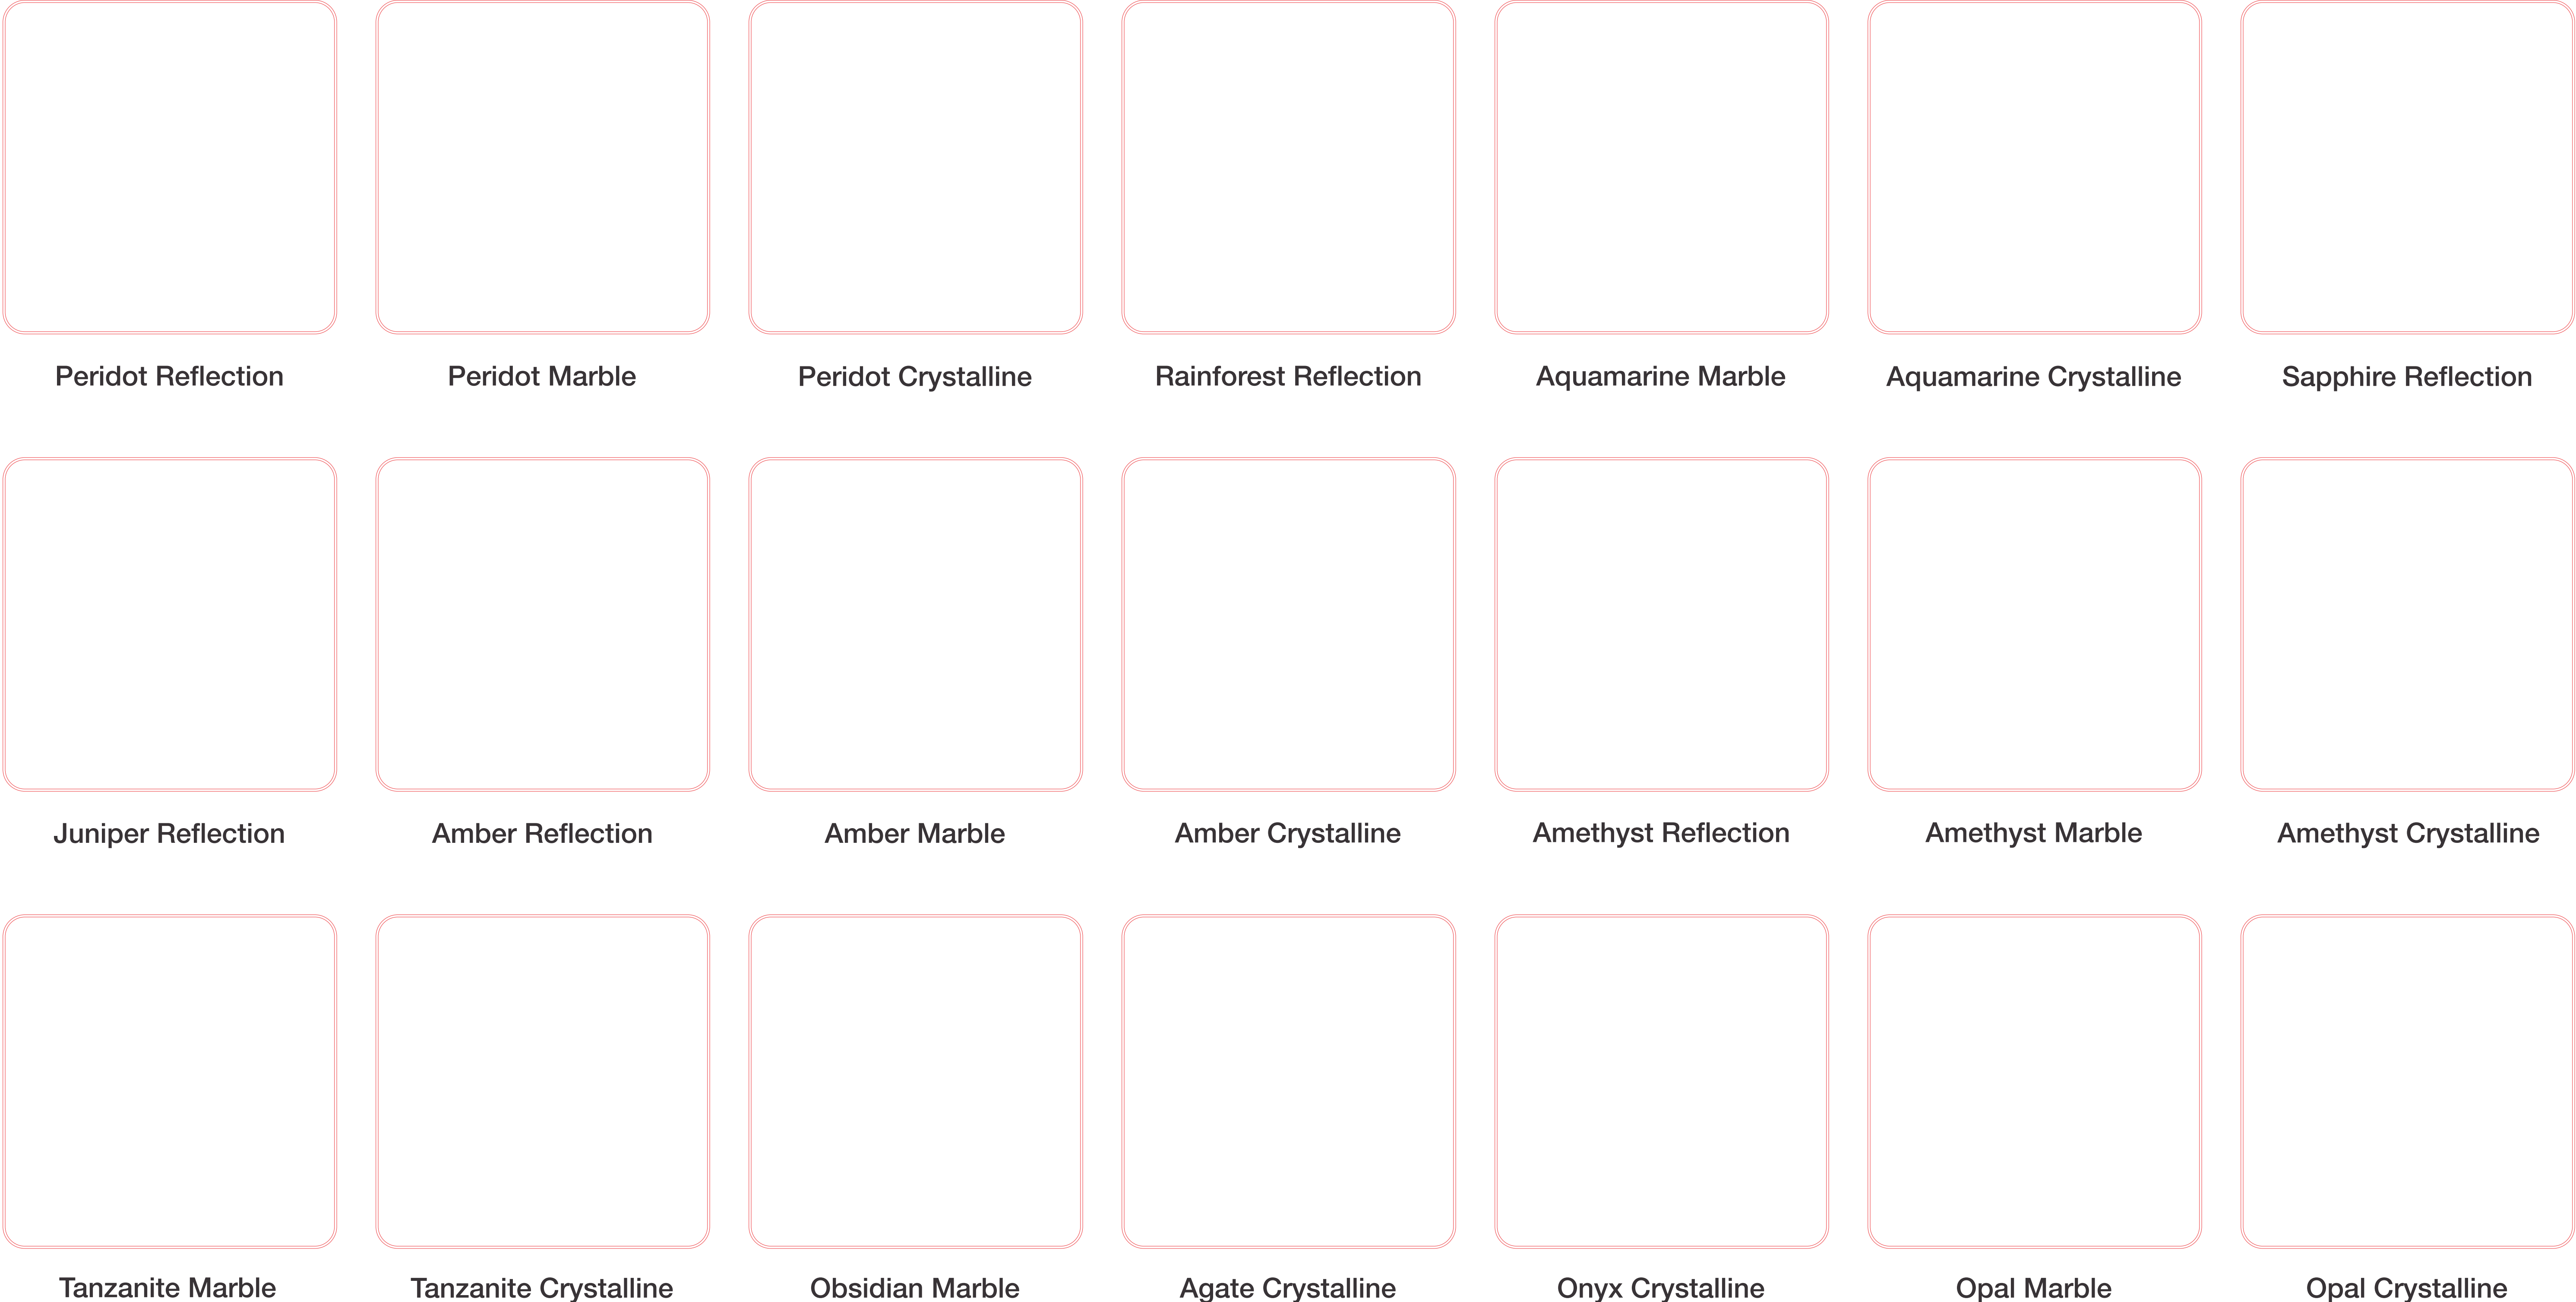 Peridot Reflection
Peridot Marble
Peridot Crystalline
Rainforest Reflection
Aquamarine Marble
Aquamarine Crystalline
Sapphire Reflection
Juniper Reflection
Amber Reflection
Amber Marble
Amber Crystalline
Amethyst Reflection
Amethyst Marble
Amethyst Crystalline
Tanzanite Marble
Tanzanite Crystalline
Obsidian Marble
Agate Crystalline
Onyx Crystalline
Opal Marble
Opal Crystalline